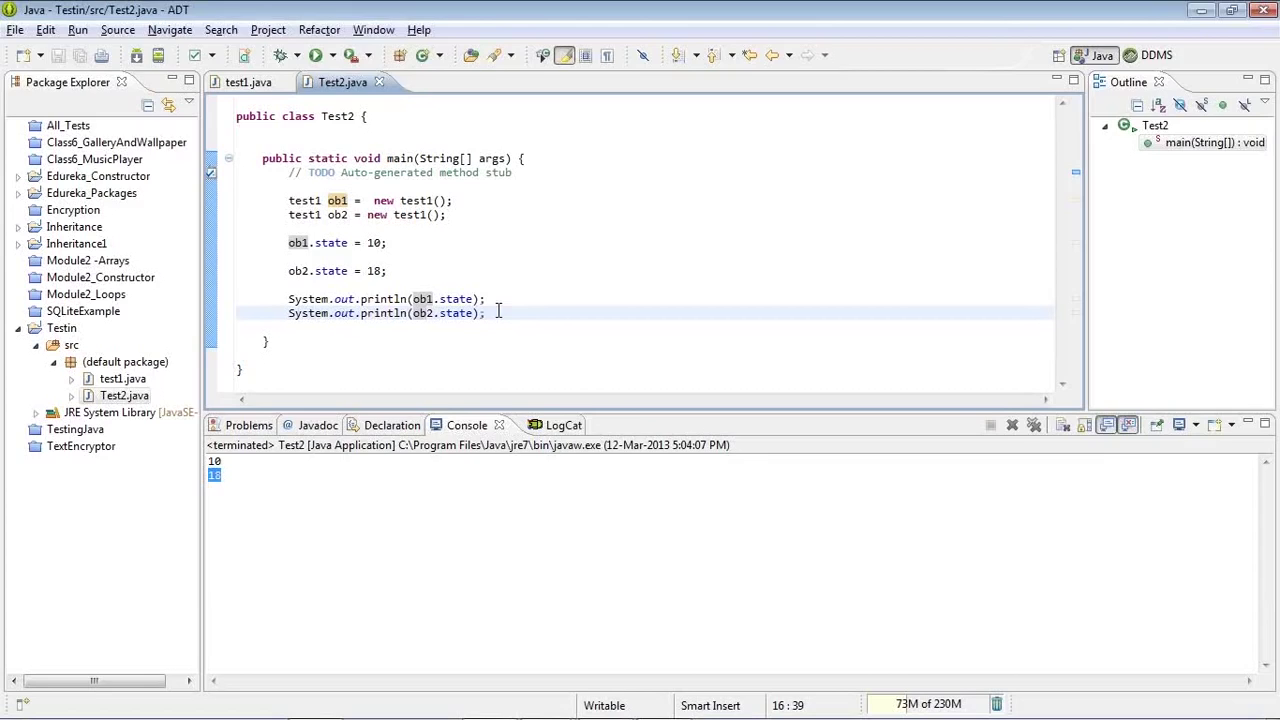 Java - Testin/src/Test2.java - ADT
File Edit Run Source Navigate Search Project Refactor Window Help
Java DDMS
Package Explorer
All_Tests
Class6_GalleryAndWallpaper
Class6_MusicPlayer
Edureka_Constructor
Edureka_Packages
Encryption
Inheritance
Inheritance1
Module2 -Arrays
Module2_Constructor
Module2_Loops
SQLiteExample
Testin
src
(default package)
test1.java
Test2.java
JRE System Library [JavaSE-
TestingJava
TextEncryptor
test1.java Test2.java
public class Test2 {
public static void main(String[] args) {
// TODO Auto-generated method stub
test1 ob1 =  new test1();
test1 ob2 = new test1();
ob1.state = 10;
ob2.state = 18;
System.out.println(ob1.state);
System.out.println(ob2.state);
}
}
Outline
Test2
main(String[]) : void
Problems Javadoc Declaration Console LogCat
<terminated> Test2 [Java Application] C:\Program Files\Java\jre7\bin\javaw.exe (12-Mar-2013 5:04:07 PM)
10
18
Writable Smart Insert 16 : 39 73M of 230M